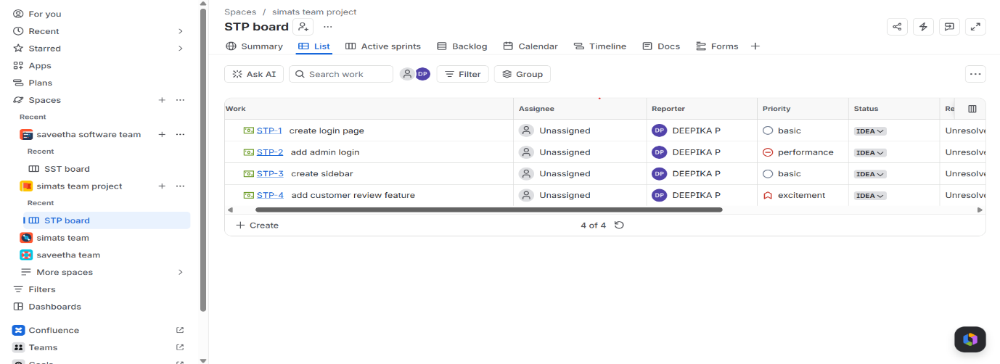 For you
Recent
Starred
Apps
Plans
Spaces
Recent
saveetha software team
Recent
SST board
simats team project
Recent
STP board
simats team
saveetha team
More spaces
Filters
Dashboards
Confluence
Teams
Spaces / simats team project
STP board
Summary List Active sprints Backlog Calendar Timeline Docs Forms
Ask AI Search work DP Filter Group
Work Assignee Reporter Priority Status Re
STP-1 create login page Unassigned DP DEEPIKA P basic IDEA Unresolve
STP-2 add admin login Unassigned DP DEEPIKA P performance IDEA Unresolve
STP-3 create sidebar Unassigned DP DEEPIKA P basic IDEA Unresolve
STP-4 add customer review feature Unassigned DP DEEPIKA P excitement IDEA Unresolve
Create 4 of 4